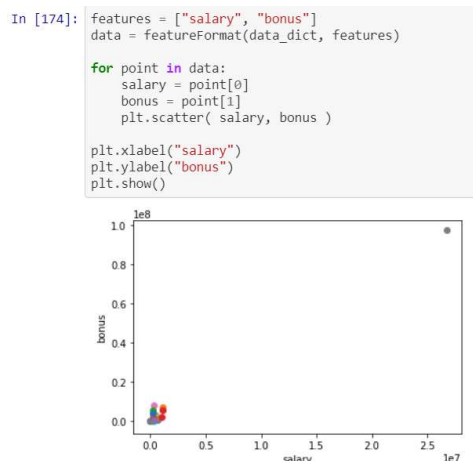 In [174]: features = ["salary", "bonus"]
data = featureFormat(data_dict, features)
for point in data:
salary = point[0]
bonus = point[1]
plt.scatter( salary, bonus )
plt.xlabel("salary")
plt.ylabel("bonus")
plt.show()
1e8
1.0
0.8
0.6
bonus
0.4
0.2
0.0
0.0 0.5 1.0 1.5 2.0 2.5
salary 1e7